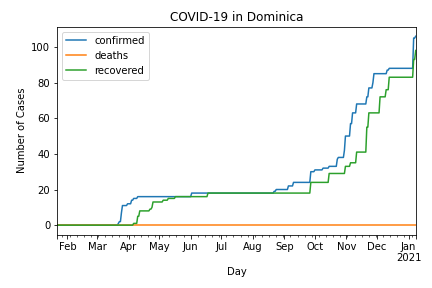 COVID-19 in Dominica
confirmed
deaths
recovered
Number of Cases
100
80
60
40
20
0
Feb Mar Apr May Jun Jul Aug Sep Oct Nov Dec Jan
2021
Day